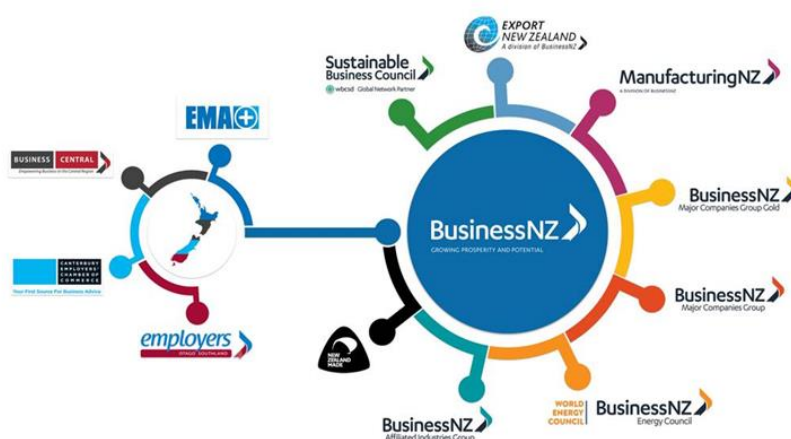 EXPORT
NEW ZEALAND
A division of BusinessNZ
Sustainable
Business Council
wbcsd Global Network Partner
ManufacturingNZ
A DIVISION OF BUSINESSNZ
EMA
BUSINESS CENTRAL
Empowering Business in the Central Region
BusinessNZ
Major Companies Group Gold
BusinessNZ
GROWING PROSPERITY AND POTENTIAL
CANTERBURY
EMPLOYERS'
CHAMBER OF
COMMERCE
Your First Source For Business Advice
BusinessNZ
Major Companies Group
employers
OTAGO SOUTHLAND
NEW
ZEALAND
MADE
WORLD
ENERGY
COUNCIL
BusinessNZ
Energy Council
BusinessNZ
Affiliated Industries Group